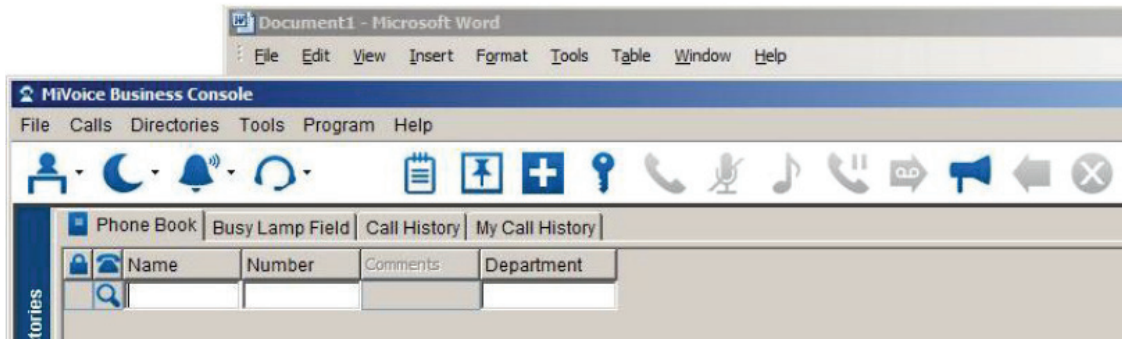 Document1 - Microsoft Word
File Edit View Insert Format Tools Table Window Help
MiVoice Business Console
File Calls Directories Tools Program Help
Phone Book Busy Lamp Field Call History My Call History
Name Number Comments Department
tories